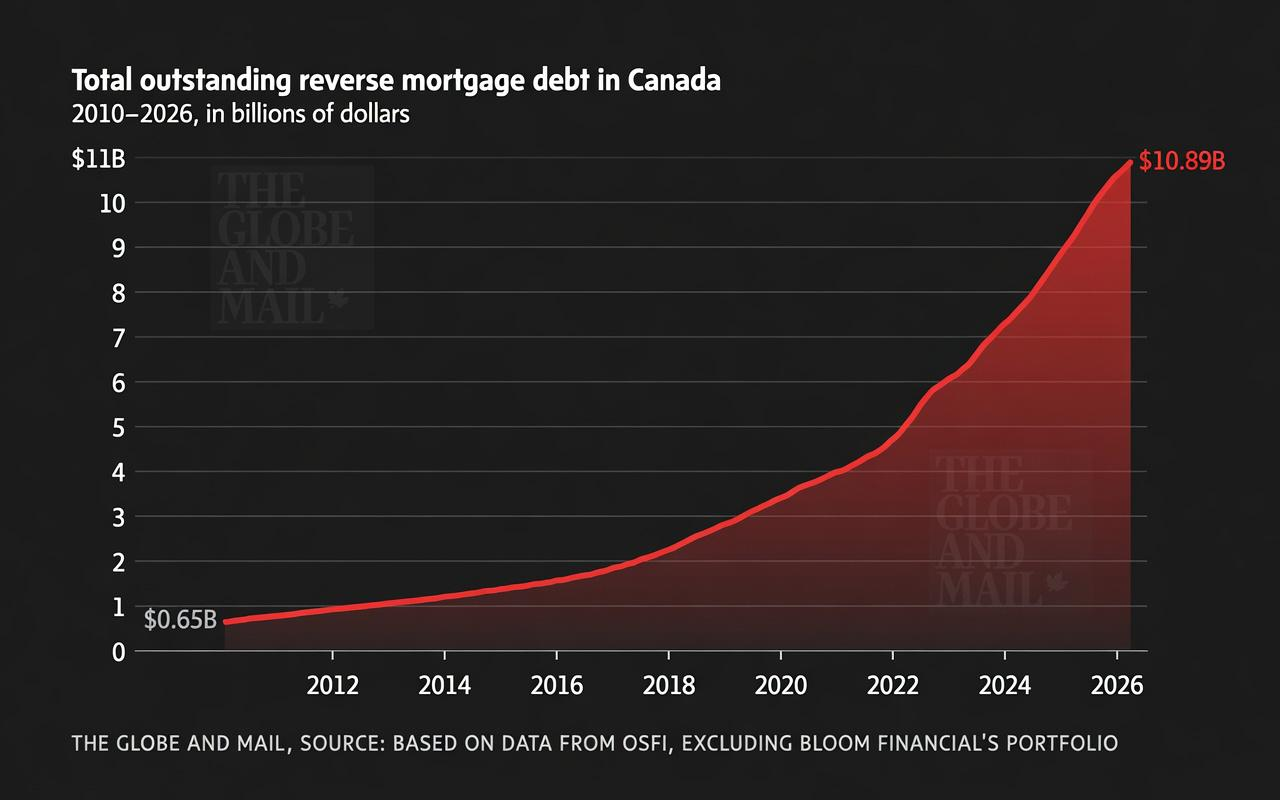 Total outstanding reverse mortgage debt in Canada
2010–2026, in billions of dollars
$11B
$10.89B
10
9
8
7
6
5
4
3
2
1
0
$0.65B
THE
GLOBE
AND
MAIL
THE
GLOBE
AND
MAIL
2012 2014 2016 2018 2020 2022 2024 2026
THE GLOBE AND MAIL, SOURCE: BASED ON DATA FROM OSFI, EXCLUDING BLOOM FINANCIAL'S PORTFOLIO